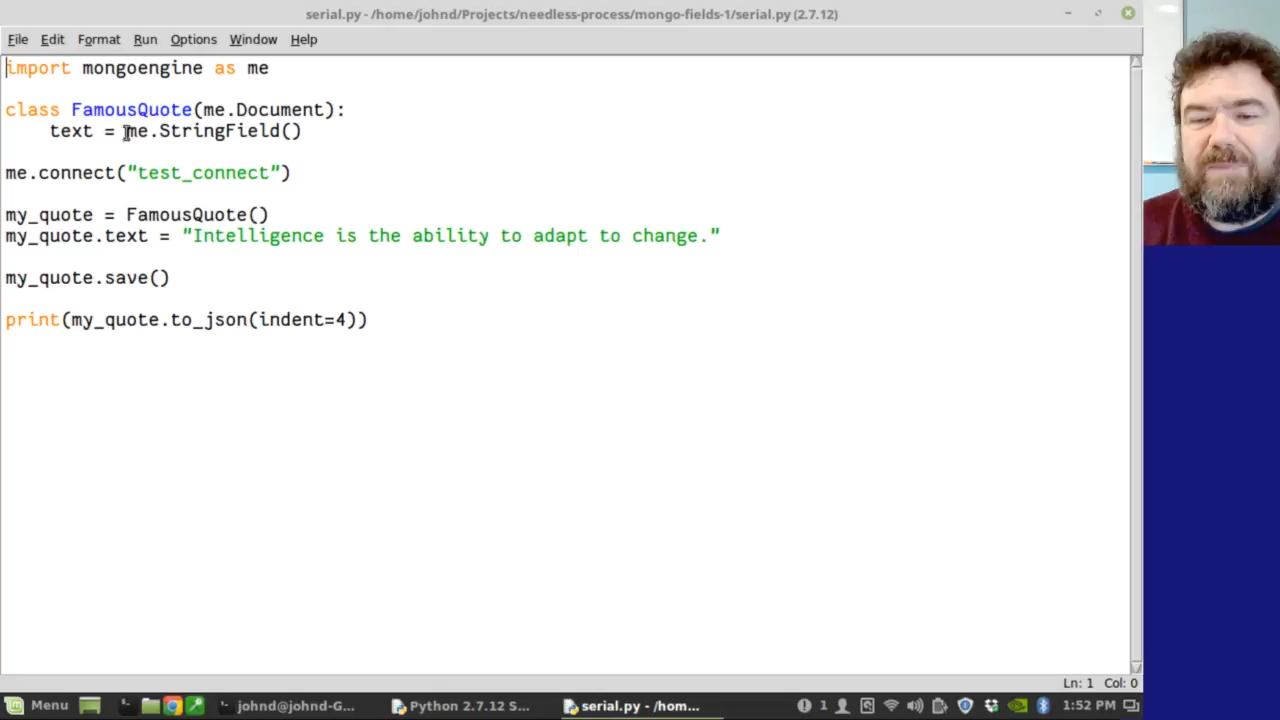 serial.py - /home/johnd/Projects/needless-process/mongo-fields-1/serial.py (2.7.12)
File Edit Format Run Options Window Help
import mongoengine as me
class FamousQuote(me.Document):
    text = me.StringField()
me.connect("test_connect")
my_quote = FamousQuote()
my_quote.text = "Intelligence is the ability to adapt to change."
my_quote.save()
print(my_quote.to_json(indent=4))
Ln: 1 Col: 0
Menu johnd@johnd-G... Python 2.7.12 S... serial.py - /hom... 1 1:52 PM